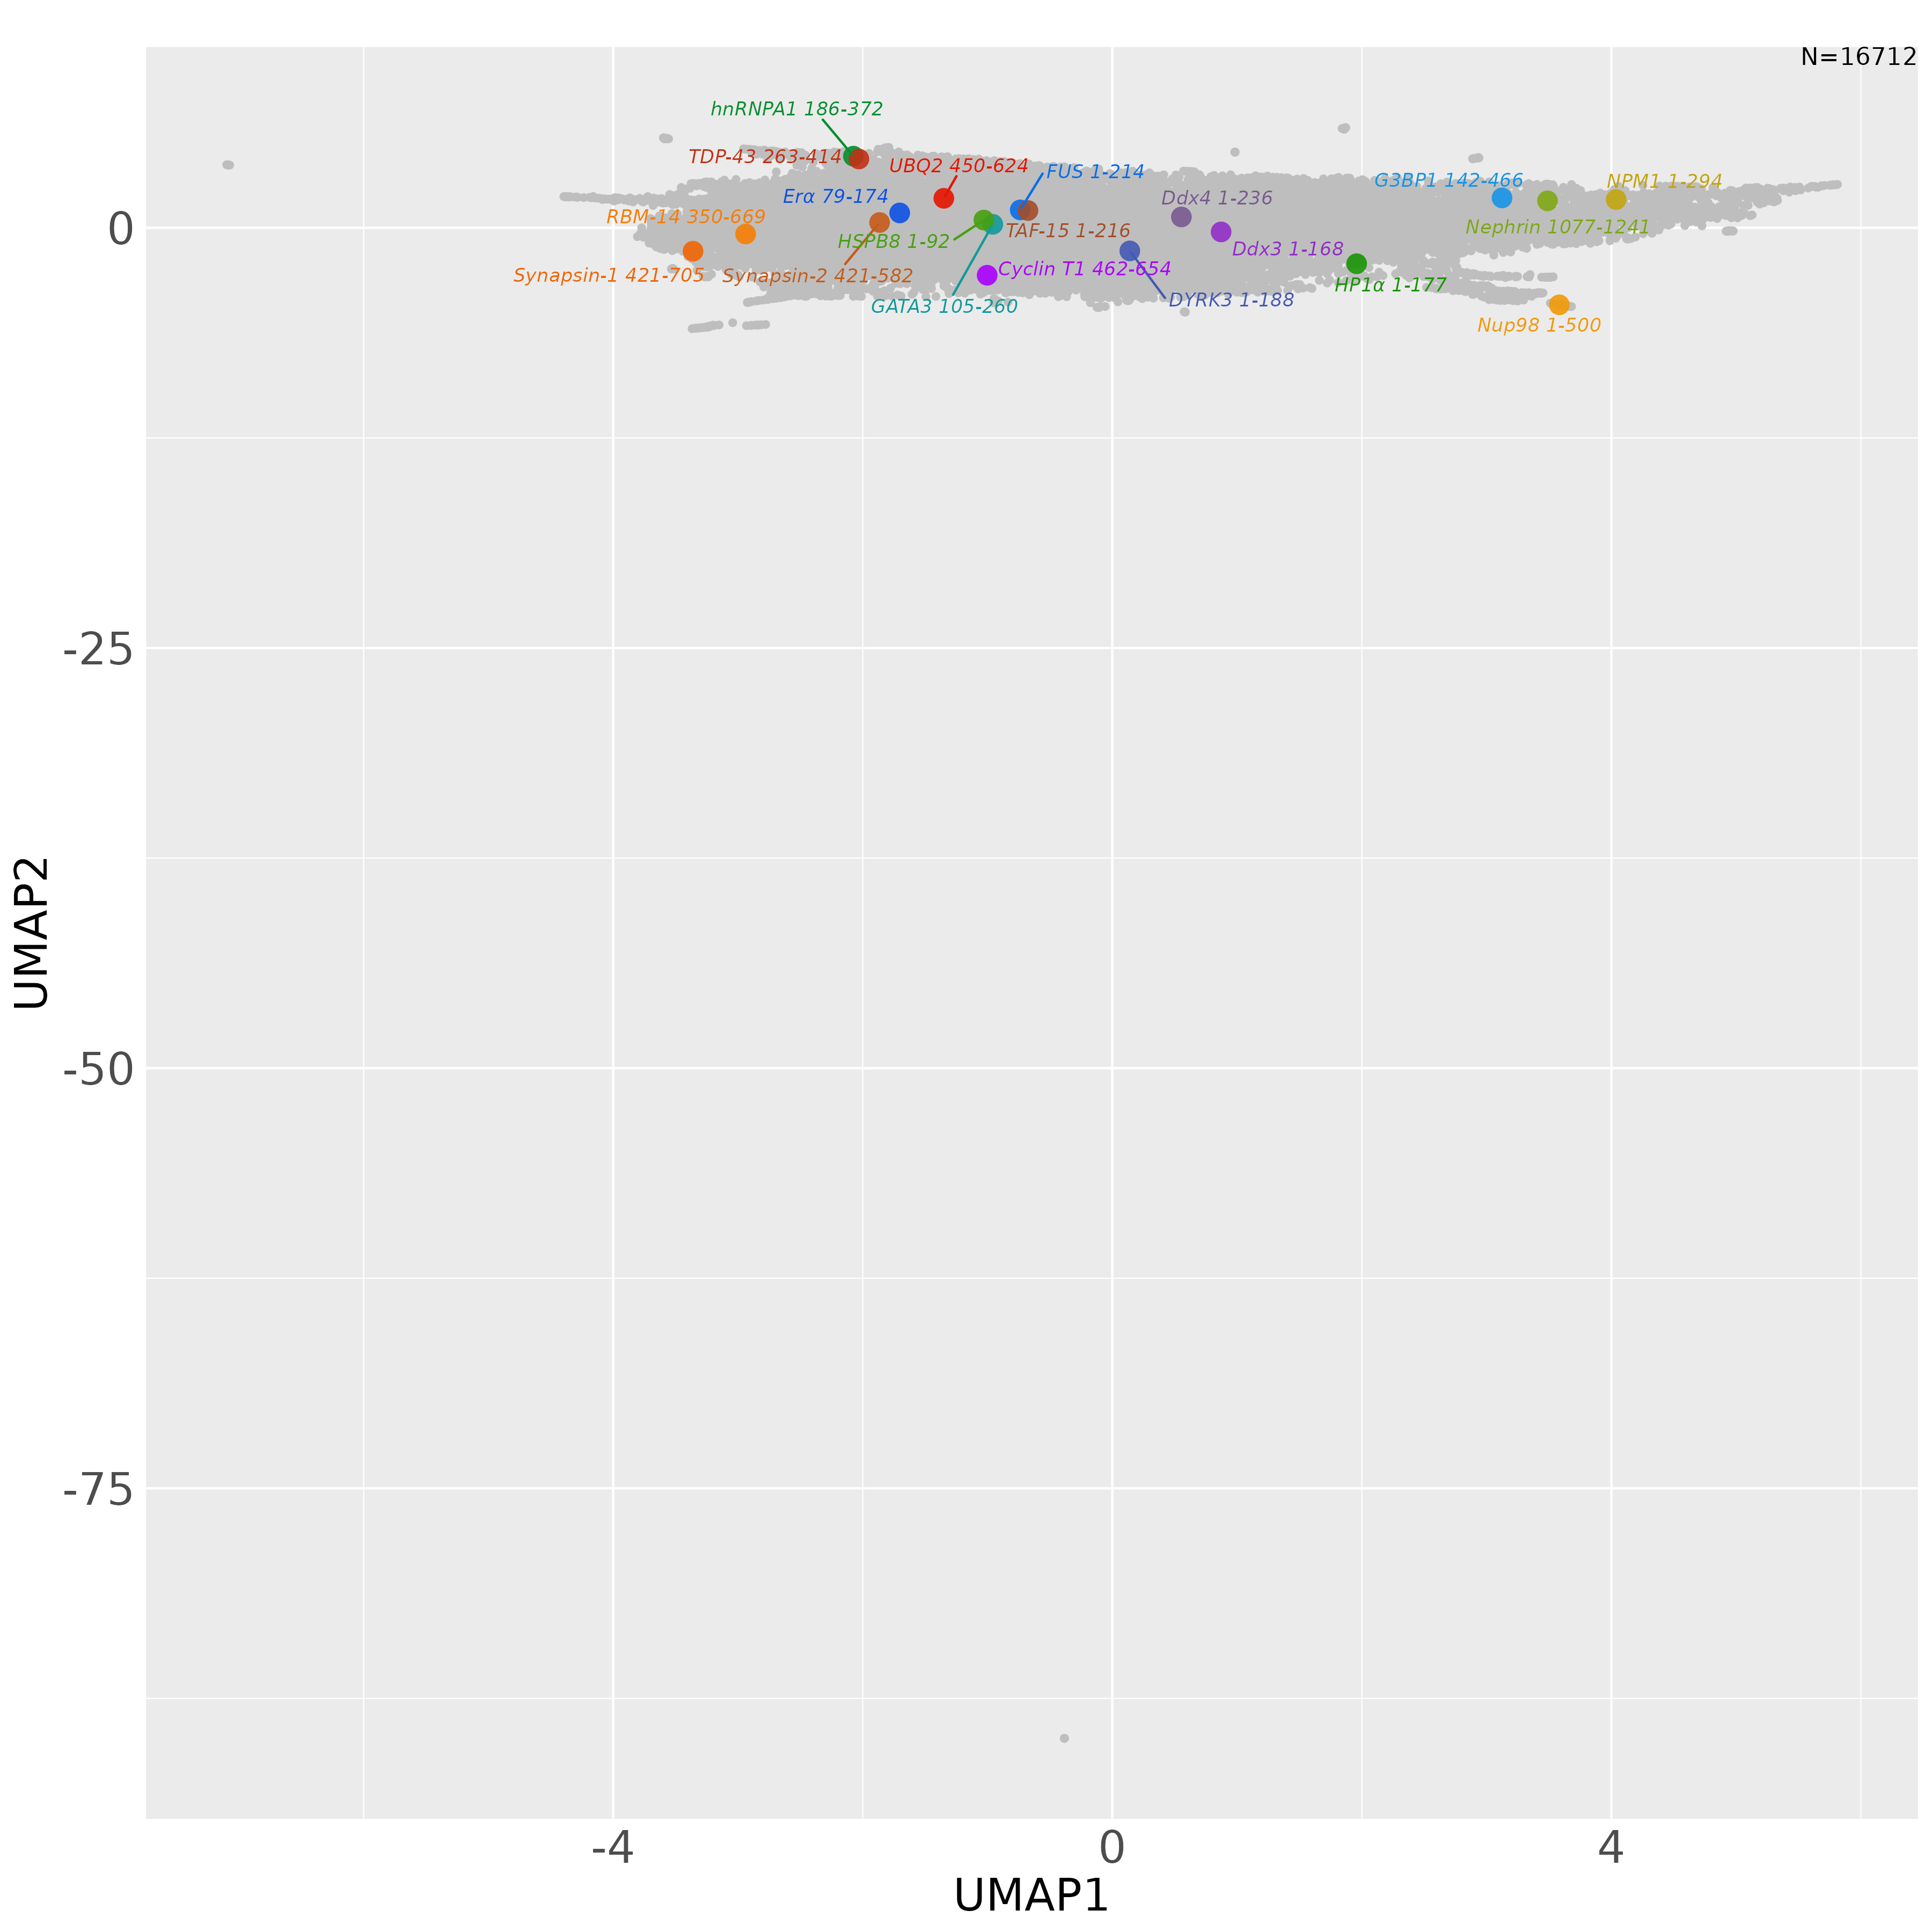 N=16712
hnRNPA1 186-372
TDP-43 263-414
UBQ2 450-624
FUS 1-214
G3BP1 142-466
NPM1 1-294
Erα 79-174
Ddx4 1-236
RBM-14 350-669
HSPB8 1-92
TAF-15 1-216
Nephrin 1077-1241
Ddx3 1-168
Synapsin-1 421-705
Synapsin-2 421-582
Cyclin T1 462-654
HP1α 1-177
GATA3 105-260
DYRK3 1-188
Nup98 1-500
0
-25
-50
-75
UMAP2
-4 0 4
UMAP1